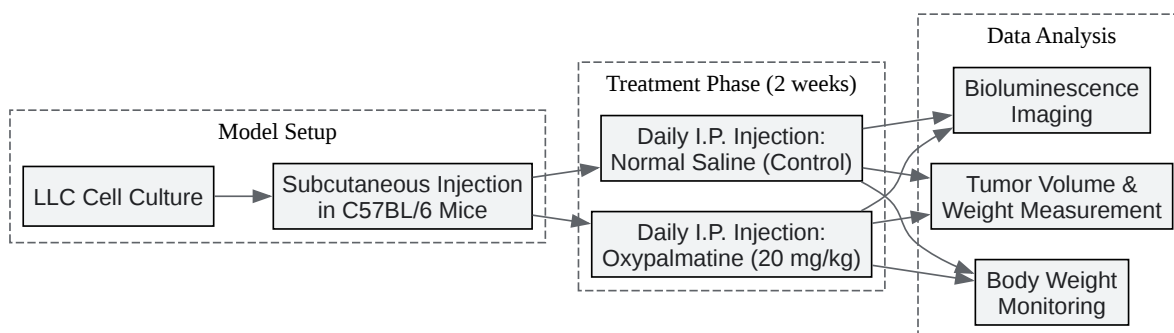 Model Setup
LLC Cell Culture
Subcutaneous Injection
in C57BL/6 Mice
Treatment Phase (2 weeks)
Daily I.P. Injection:
Normal Saline (Control)
Daily I.P. Injection:
Oxypalmatine (20 mg/kg)
Data Analysis
Bioluminescence
Imaging
Tumor Volume &
Weight Measurement
Body Weight
Monitoring